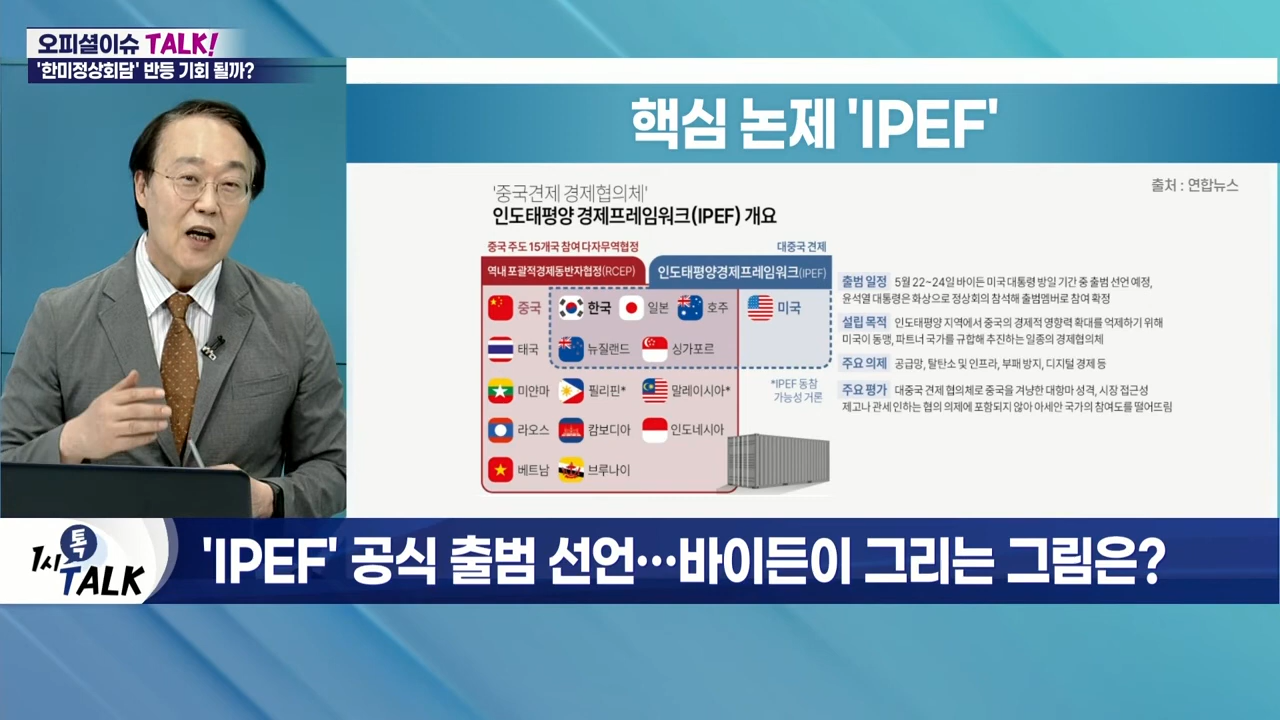 오피셜이슈 TALK!
'한미정상회담' 반등 기회 될까?
핵심 논제 'IPEF'
출처 : 연합뉴스
'중국견제 경제협의체'
인도태평양 경제프레임워크(IPEF) 개요
중국 주도 15개국 참여 다자무역협정
대중국 견제
역내 포괄적경제동반자협정(RCEP)
인도태평양경제프레임워크(IPEF)
중국 한국 일본 호주 미국
태국 뉴질랜드 싱가포르
미얀마 필리핀* 말레이시아*
라오스 캄보디아 인도네시아
베트남 브루나이
*IPEF 동참
가능성 거론
출범 일정 5월 22~24일 바이든 미국 대통령 방일 기간 중 출범 선언 예정,
윤석열 대통령은 화상으로 정상회의 참석해 출범멤버로 참여 확정
설립 목적 인도태평양 지역에서 중국의 경제적 영향력 확대를 억제하기 위해
미국이 동맹, 파트너 국가를 규합해 추진하는 일종의 경제협의체
주요 의제 공급망, 탈탄소 및 인프라, 부패 방지, 디지털 경제 등
주요 평가 대중국 견제 협의체로 중국을 겨냥한 대항마 성격, 시장 접근성
제고나 관세 인하는 협의 의제에 포함되지 않아 아세안 국가의 참여도를 떨어뜨림
1시 톡 TALK
'IPEF' 공식 출범 선언…바이든이 그리는 그림은?